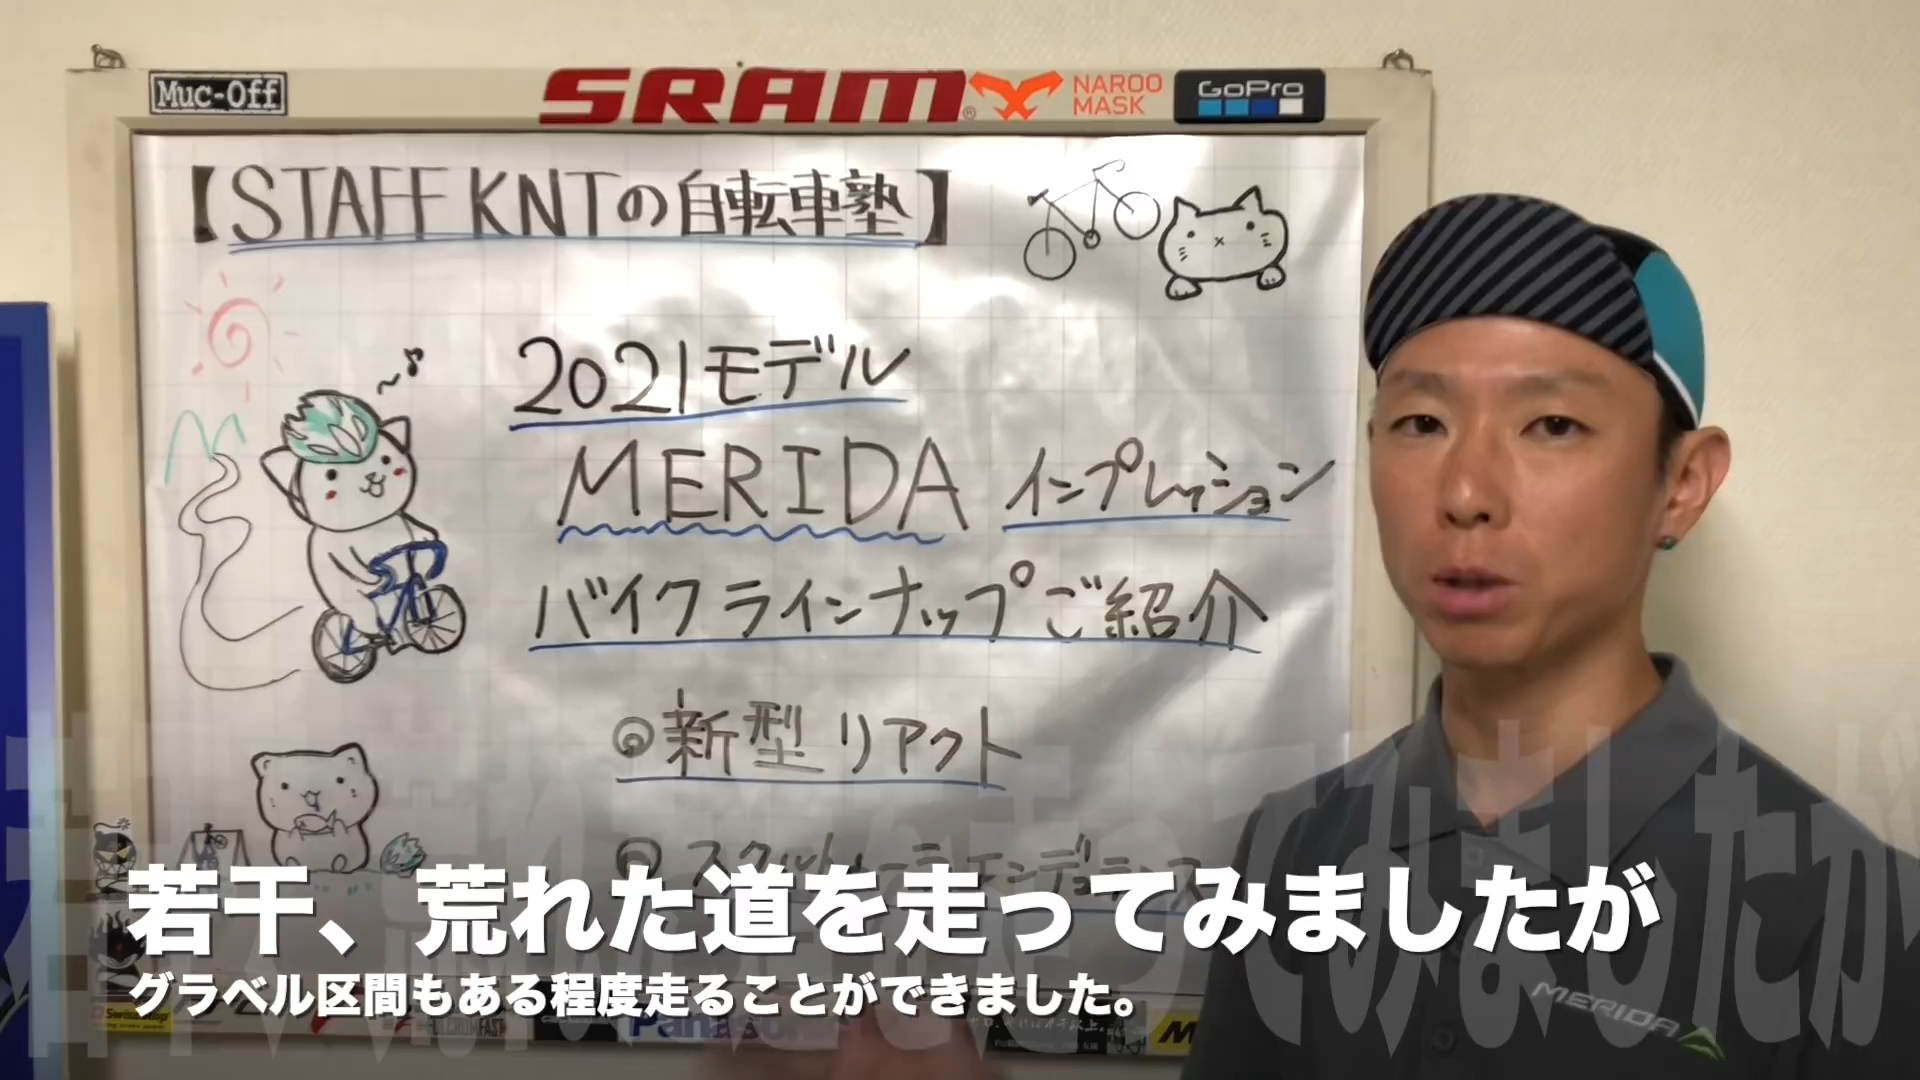 Muc-Off
SRAM
NAROO
MASK
GoPro
【STAFF KNTの自転車塾】
2021モデル
MERIDA インプレッション
バイクラインナップご紹介
◎新型リアクト
若干、荒れた道を走ってみましたが
グラベル区間もある程度走ることができました。
MERIDA
Panasonic